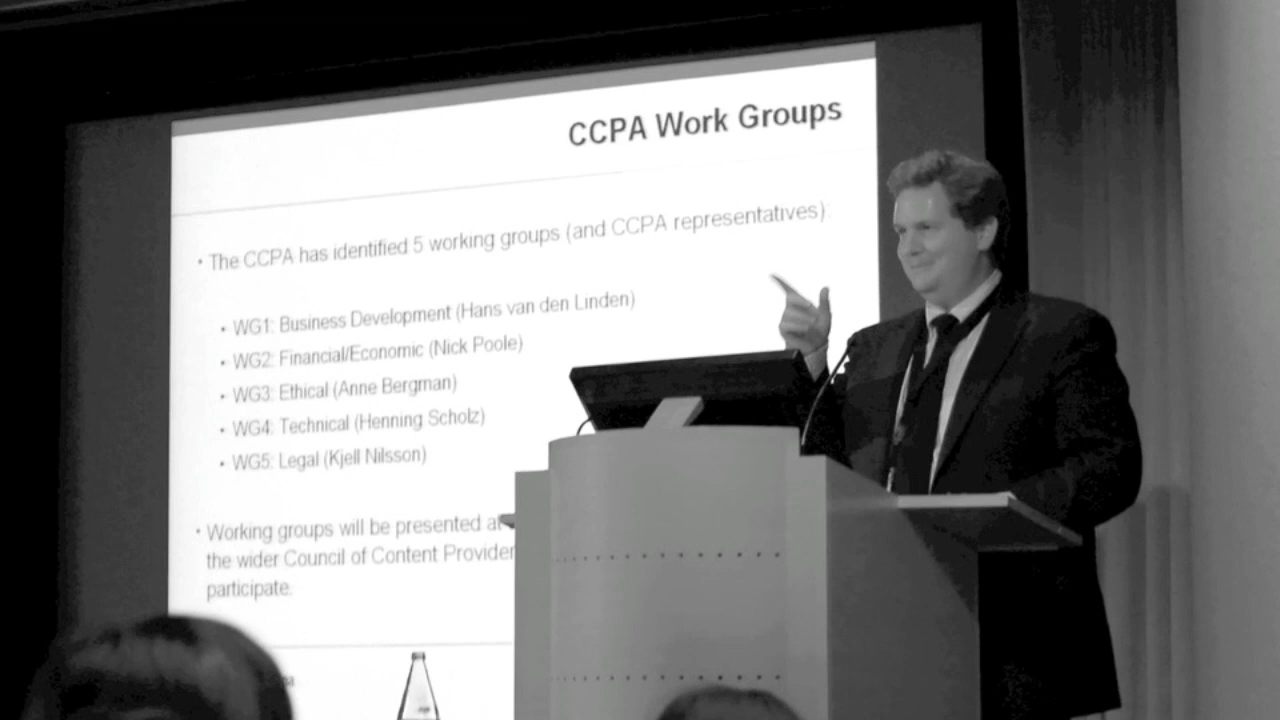 CCPA Work Groups
• The CCPA has identified 5 working groups (and CCPA representatives):
• WG1: Business Development (Hans van den Linden)
• WG2: Financial/Economic (Nick Poole)
• WG3: Ethical (Anne Bergman)
• WG4: Technical (Henning Scholz)
• WG5: Legal (Kjell Nilsson)
• Working groups will be presented at
the wider Council of Content Provider
participate.